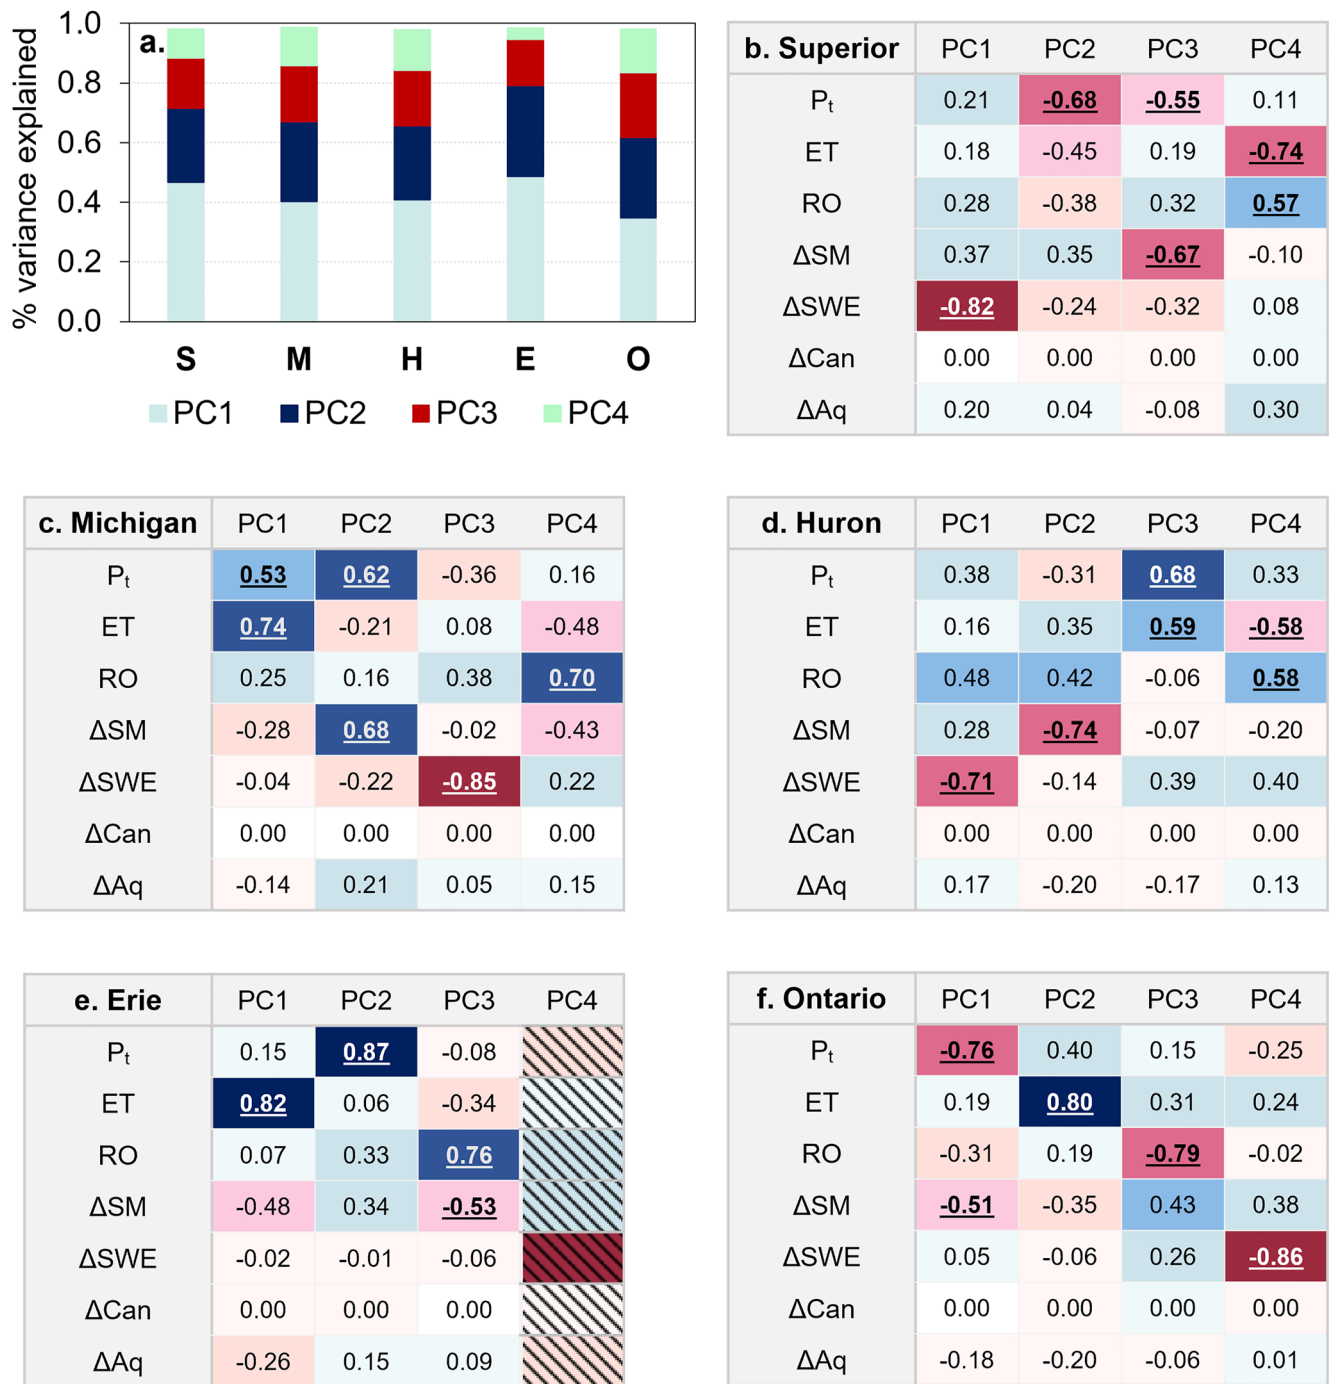 a.
% variance explained
1.0
0.8
0.6
0.4
0.2
0.0
S M H E O
PC1 PC2 PC3 PC4
b. Superior PC1 PC2 PC3 PC4
Pt 0.21 -0.68 -0.55 0.11
ET 0.18 -0.45 0.19 -0.74
RO 0.28 -0.38 0.32 0.57
ΔSM 0.37 0.35 -0.67 -0.10
ΔSWE -0.82 -0.24 -0.32 0.08
ΔCan 0.00 0.00 0.00 0.00
ΔAq 0.20 0.04 -0.08 0.30
c. Michigan PC1 PC2 PC3 PC4
Pt 0.53 0.62 -0.36 0.16
ET 0.74 -0.21 0.08 -0.48
RO 0.25 0.16 0.38 0.70
ΔSM -0.28 0.68 -0.02 -0.43
ΔSWE -0.04 -0.22 -0.85 0.22
ΔCan 0.00 0.00 0.00 0.00
ΔAq -0.14 0.21 0.05 0.15
d. Huron PC1 PC2 PC3 PC4
Pt 0.38 -0.31 0.68 0.33
ET 0.16 0.35 0.59 -0.58
RO 0.48 0.42 -0.06 0.58
ΔSM 0.28 -0.74 -0.07 -0.20
ΔSWE -0.71 -0.14 0.39 0.40
ΔCan 0.00 0.00 0.00 0.00
ΔAq 0.17 -0.20 -0.17 0.13
e. Erie PC1 PC2 PC3 PC4
Pt 0.15 0.87 -0.08
ET 0.82 0.06 -0.34
RO 0.07 0.33 0.76
ΔSM -0.48 0.34 -0.53
ΔSWE -0.02 -0.01 -0.06
ΔCan 0.00 0.00 0.00
ΔAq -0.26 0.15 0.09
f. Ontario PC1 PC2 PC3 PC4
Pt -0.76 0.40 0.15 -0.25
ET 0.19 0.80 0.31 0.24
RO -0.31 0.19 -0.79 -0.02
ΔSM -0.51 -0.35 0.43 0.38
ΔSWE 0.05 -0.06 0.26 -0.86
ΔCan 0.00 0.00 0.00 0.00
ΔAq -0.18 -0.20 -0.06 0.01